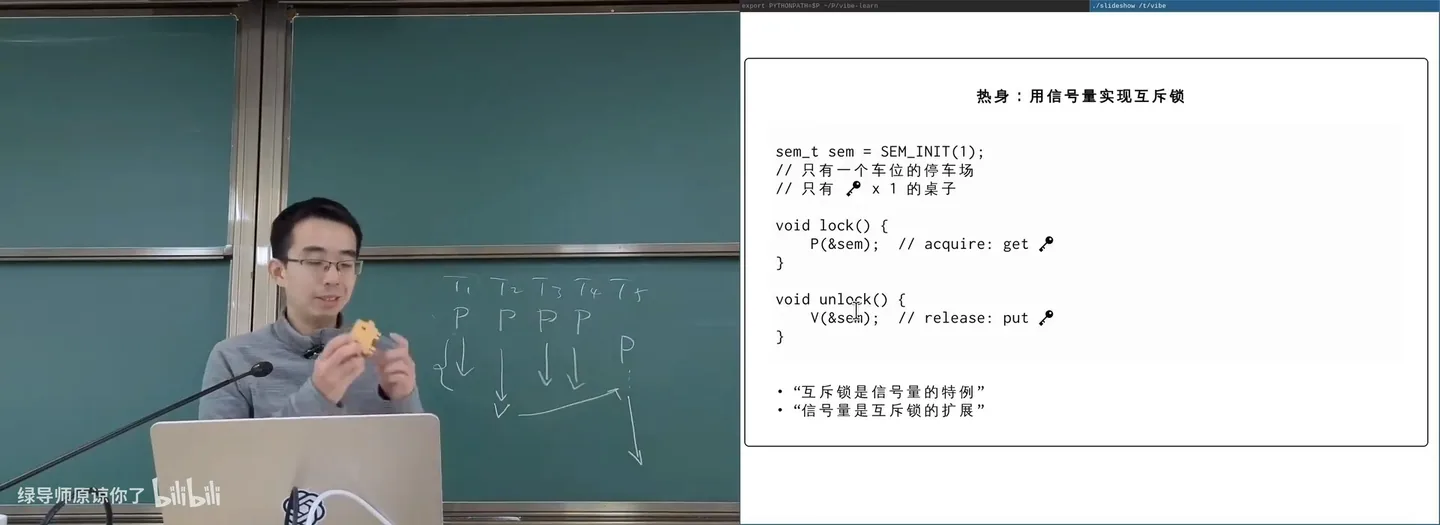 export PYTHONPATH=$P ~/P/vibe-learn
./slideshow /t/vibe
热身：用信号量实现互斥锁
sem_t sem = SEM_INIT(1);
// 只有一个车位的停车场
// 只有 🔑 x 1 的桌子
void lock() {
P(&sem);  // acquire: get 🔑
}
void unlock() {
V(&sem);  // release: put 🔑
}
• “互斥锁是信号量的特例”
• “信号量是互斥锁的扩展”
T1 T2 T3 T4 T5
P P P P
P
V
绿导师原谅你了 bilibili